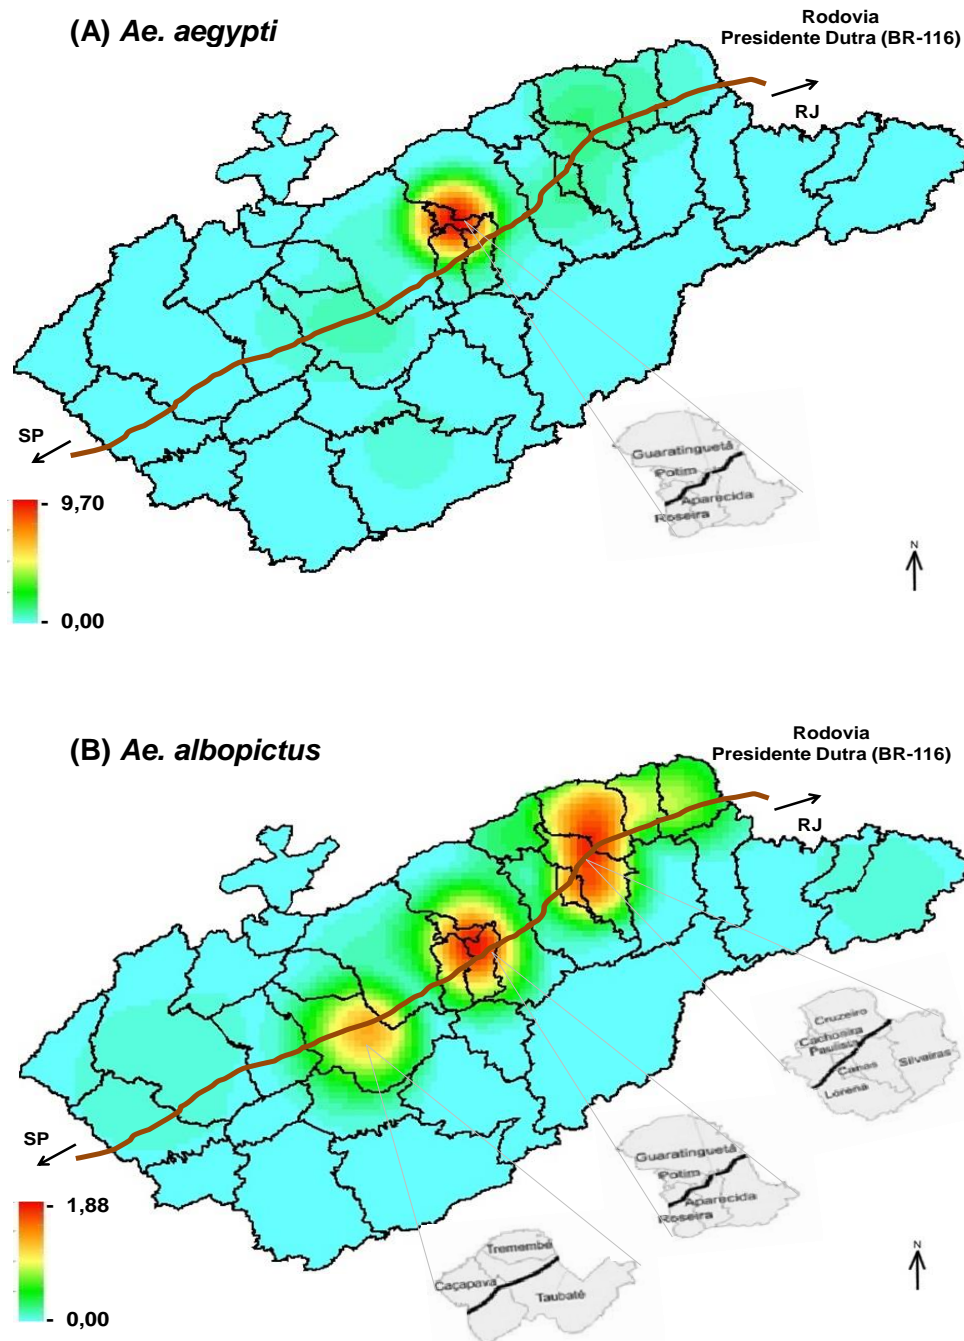 (A) Ae. aegypti
Rodovia
Presidente Dutra (BR-116)
RJ
SP
Guaratinguetá
Potim
Aparecida
Roseira
- 9,70
- 0,00
N
(B) Ae. albopictus
Rodovia
Presidente Dutra (BR-116)
RJ
SP
Cruzeiro
Cachoeira
Paulista
Silveiras
Canas
Lorena
Guaratinguetá
Potim
Aparecida
Roseira
Tremembé
Caçapava
Taubaté
- 1,88
- 0,00
N